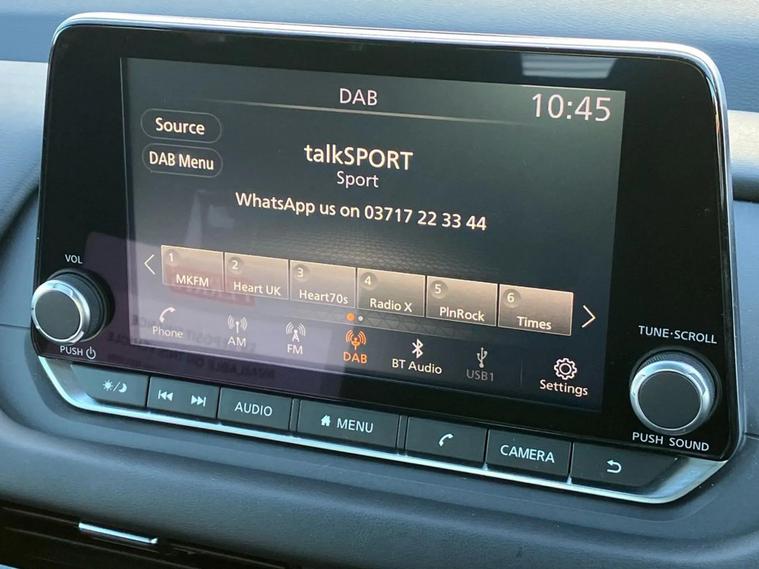 DAB
10:45
Source
DAB Menu
talkSPORT
Sport
WhatsApp us on 03717 22 33 44
1 MKFM
2 Heart UK
3 Heart70s
4 Radio X
5 PlnRock
6 Times
Phone
AM
FM
DAB
BT Audio
USB1
Settings
VOL
PUSH
TUNE·SCROLL
PUSH SOUND
AUDIO
MENU
CAMERA